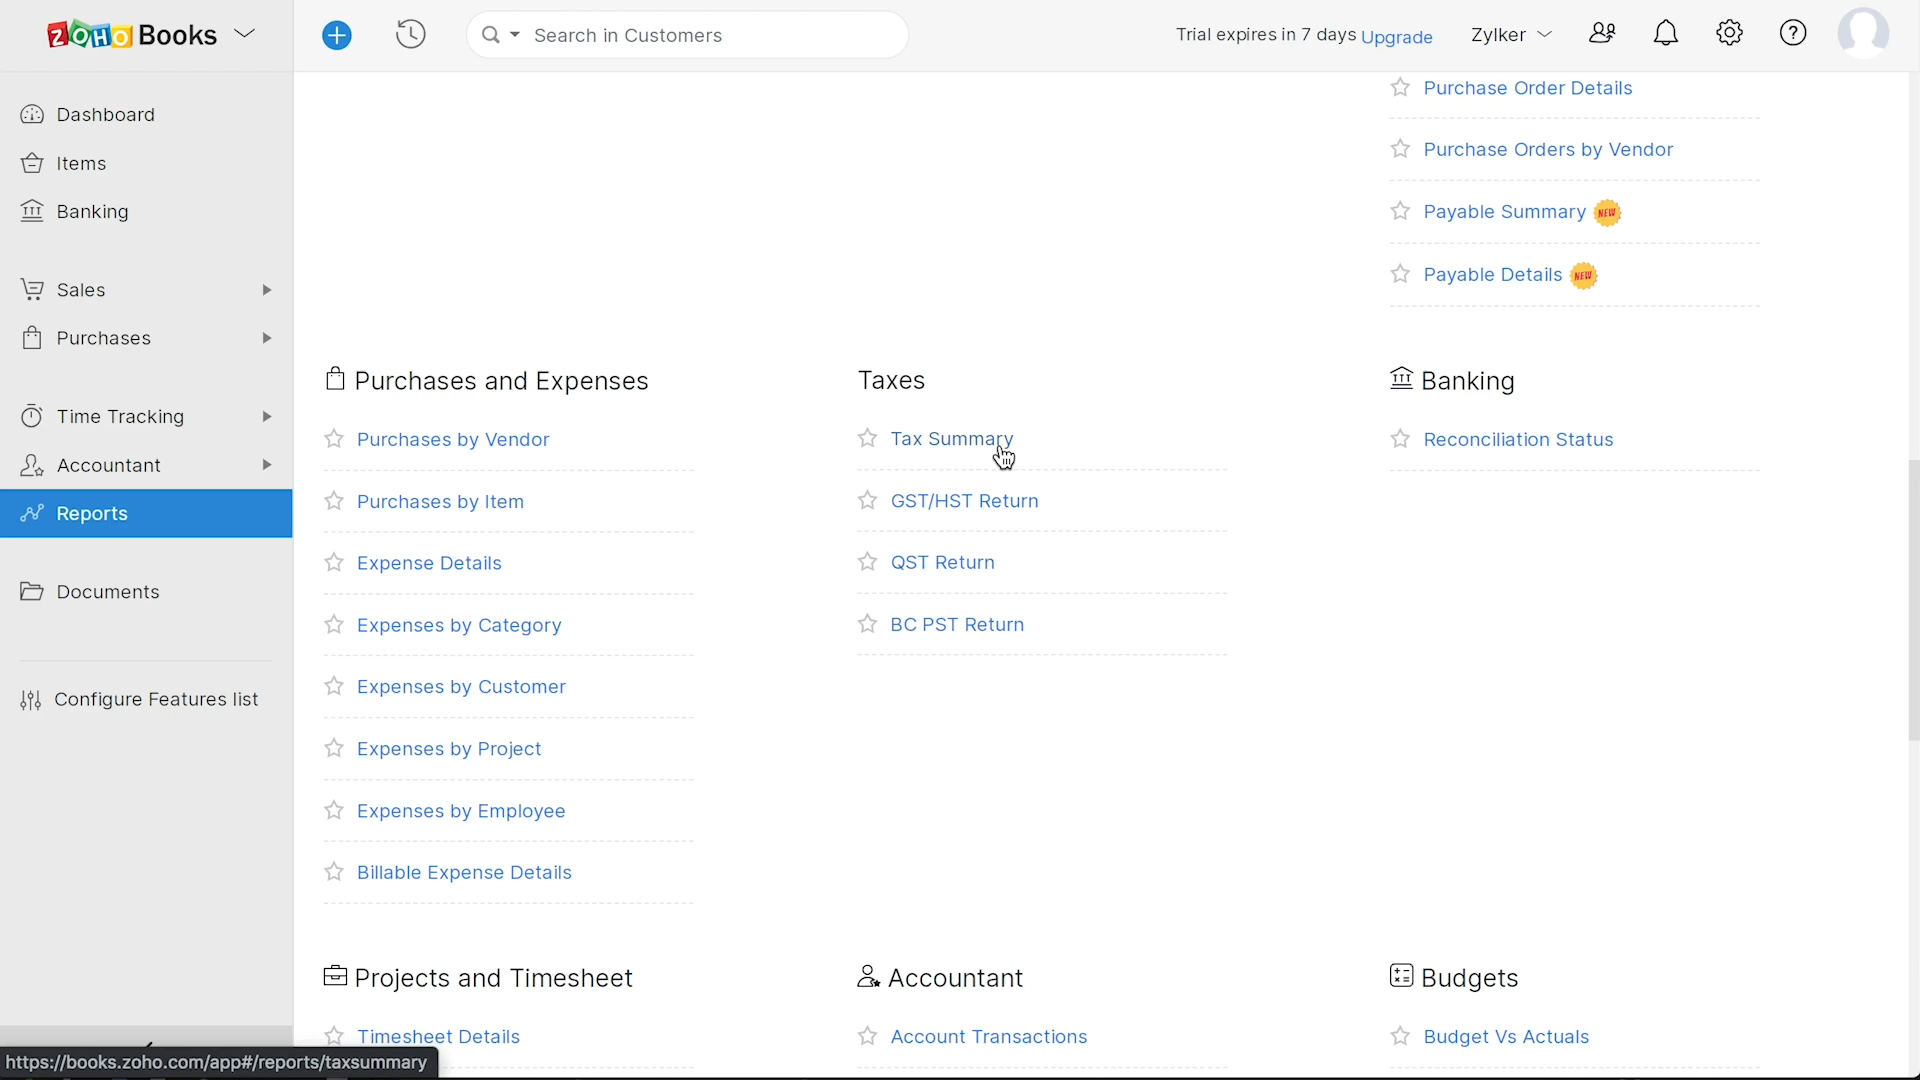 ZOHO Books
Search in Customers
Trial expires in 7 days Upgrade
Zylker
Dashboard
Items
Banking
Sales
Purchases
Time Tracking
Accountant
Reports
Documents
Configure Features list
Purchase Order Details
Purchase Orders by Vendor
Payable Summary NEW
Payable Details NEW
Purchases and Expenses
Purchases by Vendor
Purchases by Item
Expense Details
Expenses by Category
Expenses by Customer
Expenses by Project
Expenses by Employee
Billable Expense Details
Taxes
Tax Summary
GST/HST Return
QST Return
BC PST Return
Banking
Reconciliation Status
Projects and Timesheet
Timesheet Details
Accountant
Account Transactions
Budgets
Budget Vs Actuals
https://books.zoho.com/app#/reports/taxsummary